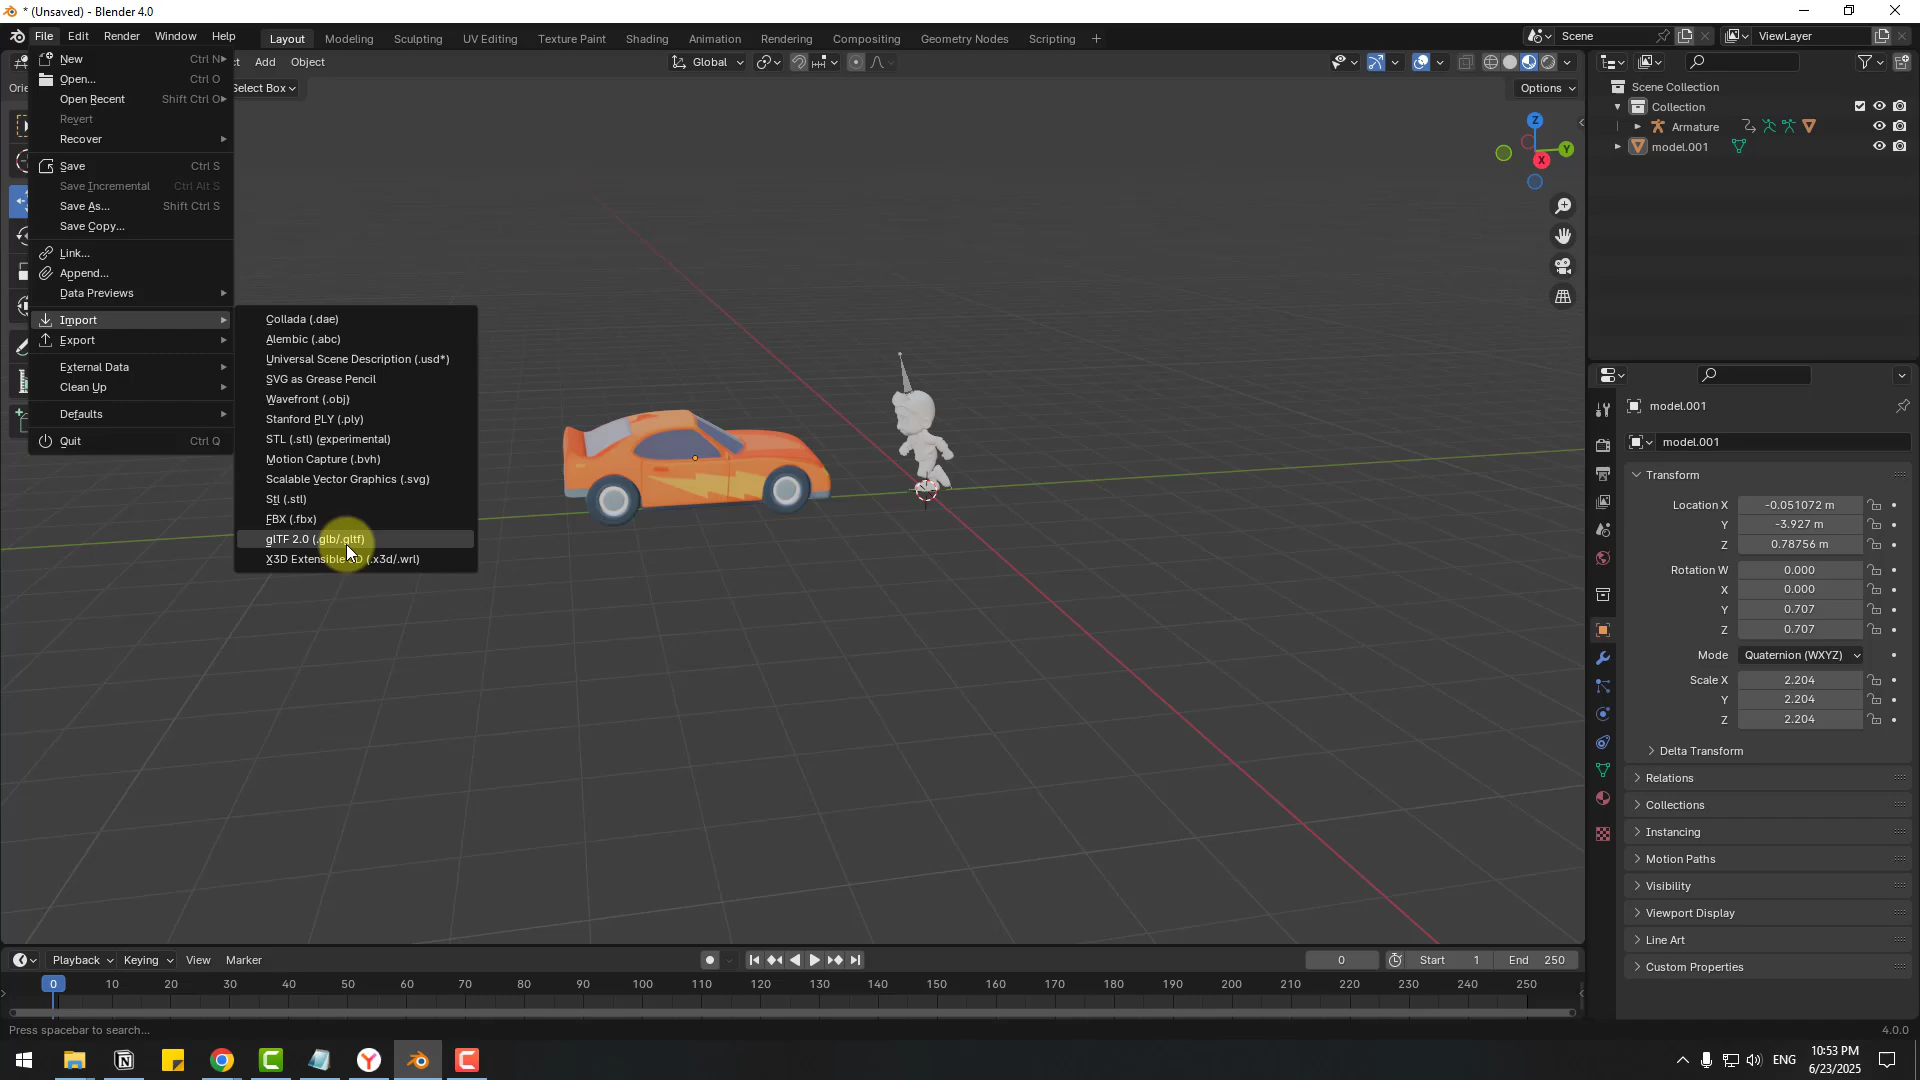 * (Unsaved) - Blender 4.0
File Edit Render Window Help
Layout Modeling Sculpting UV Editing Texture Paint Shading Animation Rendering Compositing Geometry Nodes Scripting +
Scene
ViewLayer
Add Object
Global
Select Box
Options
New Ctrl N
Open... Ctrl O
Open Recent Shift Ctrl O
Revert
Recover
Save Ctrl S
Save Incremental Ctrl Alt S
Save As... Shift Ctrl S
Save Copy...
Link...
Append...
Data Previews
Import
Export
External Data
Clean Up
Defaults
Quit Ctrl Q
Collada (.dae)
Alembic (.abc)
Universal Scene Description (.usd*)
SVG as Grease Pencil
Wavefront (.obj)
Stanford PLY (.ply)
STL (.stl) (experimental)
Motion Capture (.bvh)
Scalable Vector Graphics (.svg)
Stl (.stl)
FBX (.fbx)
glTF 2.0 (.glb/.gltf)
X3D Extensible 3D (.x3d/.wrl)
Z
Y
X
Scene Collection
Collection
Armature
model.001
model.001
model.001
Transform
Location X -0.051072 m
Y -3.927 m
Z 0.78756 m
Rotation W 0.000
X 0.000
Y 0.707
Z 0.707
Mode Quaternion (WXYZ)
Scale X 2.204
Y 2.204
Z 2.204
Delta Transform
Relations
Collections
Instancing
Motion Paths
Visibility
Viewport Display
Line Art
Custom Properties
Playback Keying View Marker
0 Start 1 End 250
0 10 20 30 40 50 60 70 80 90 100 110 120 130 140 150 160 170 180 190 200 210 220 230 240 250
Press spacebar to search...
4.0.0
ENG
10:53 PM
6/23/2025